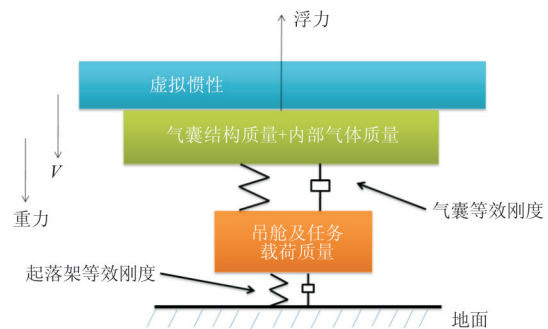 浮力
虚拟惯性
气囊结构质量+内部气体质量
V
重力
气囊等效刚度
吊舱及任务
载荷质量
起落架等效刚度
地面